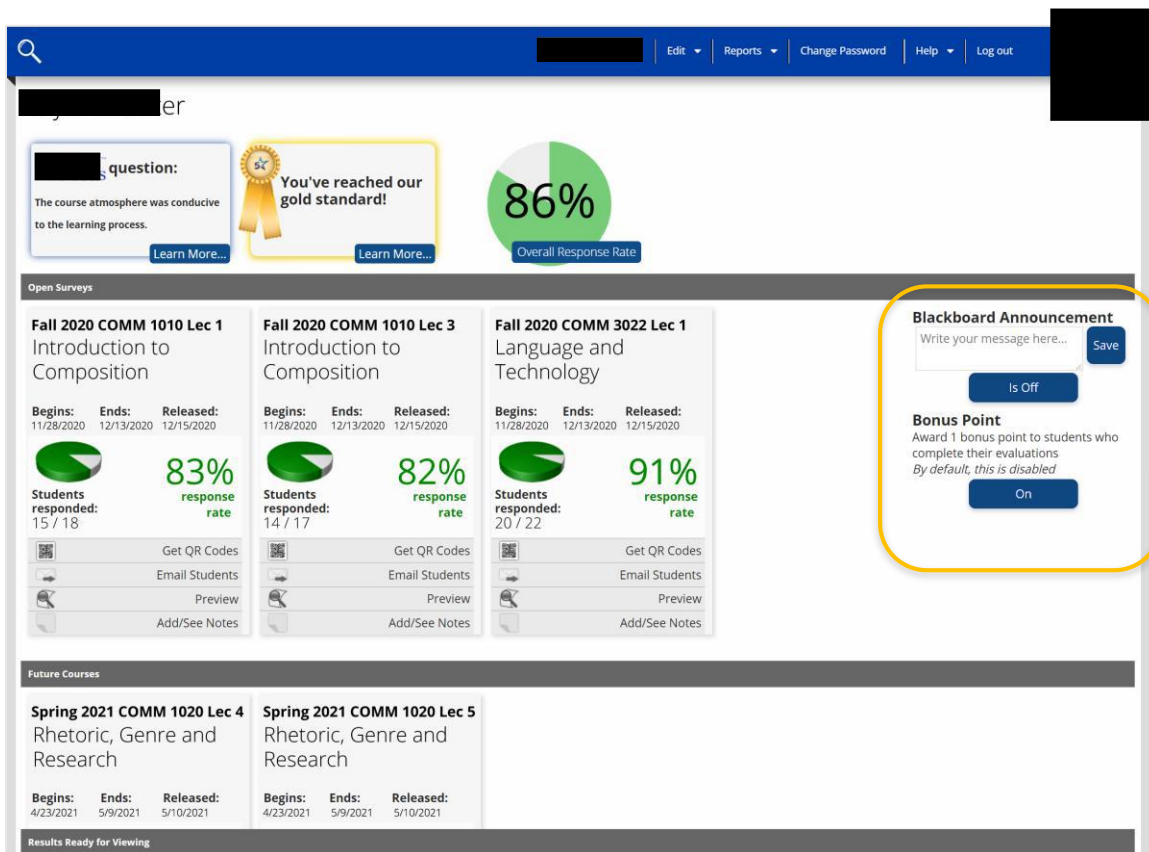 Edit
Reports
Change Password
Help
Log out
er
question:
The course atmosphere was conducive
to the learning process.
Learn More...
You've reached our
gold standard!
Learn More...
86%
Overall Response Rate
Open Surveys
Fall 2020 COMM 1010 Lec 1
Introduction to
Composition
Begins: Ends: Released:
11/28/2020 12/13/2020 12/15/2020
83%
response
rate
Students
responded:
15 / 18
Get QR Codes
Email Students
Preview
Add/See Notes
Fall 2020 COMM 1010 Lec 3
Introduction to
Composition
Begins: Ends: Released:
11/28/2020 12/13/2020 12/15/2020
82%
response
rate
Students
responded:
14 / 17
Get QR Codes
Email Students
Preview
Add/See Notes
Fall 2020 COMM 3022 Lec 1
Language and
Technology
Begins: Ends: Released:
11/28/2020 12/13/2020 12/15/2020
91%
response
rate
Students
responded:
20 / 22
Get QR Codes
Email Students
Preview
Add/See Notes
Blackboard Announcement
Write your message here...
Save
Is Off
Bonus Point
Award 1 bonus point to students who
complete their evaluations
By default, this is disabled
On
Future Courses
Spring 2021 COMM 1020 Lec 4
Rhetoric, Genre and
Research
Begins: Ends: Released:
4/23/2021 5/9/2021 5/10/2021
Spring 2021 COMM 1020 Lec 5
Rhetoric, Genre and
Research
Begins: Ends: Released:
4/23/2021 5/9/2021 5/10/2021
Results Ready for Viewing